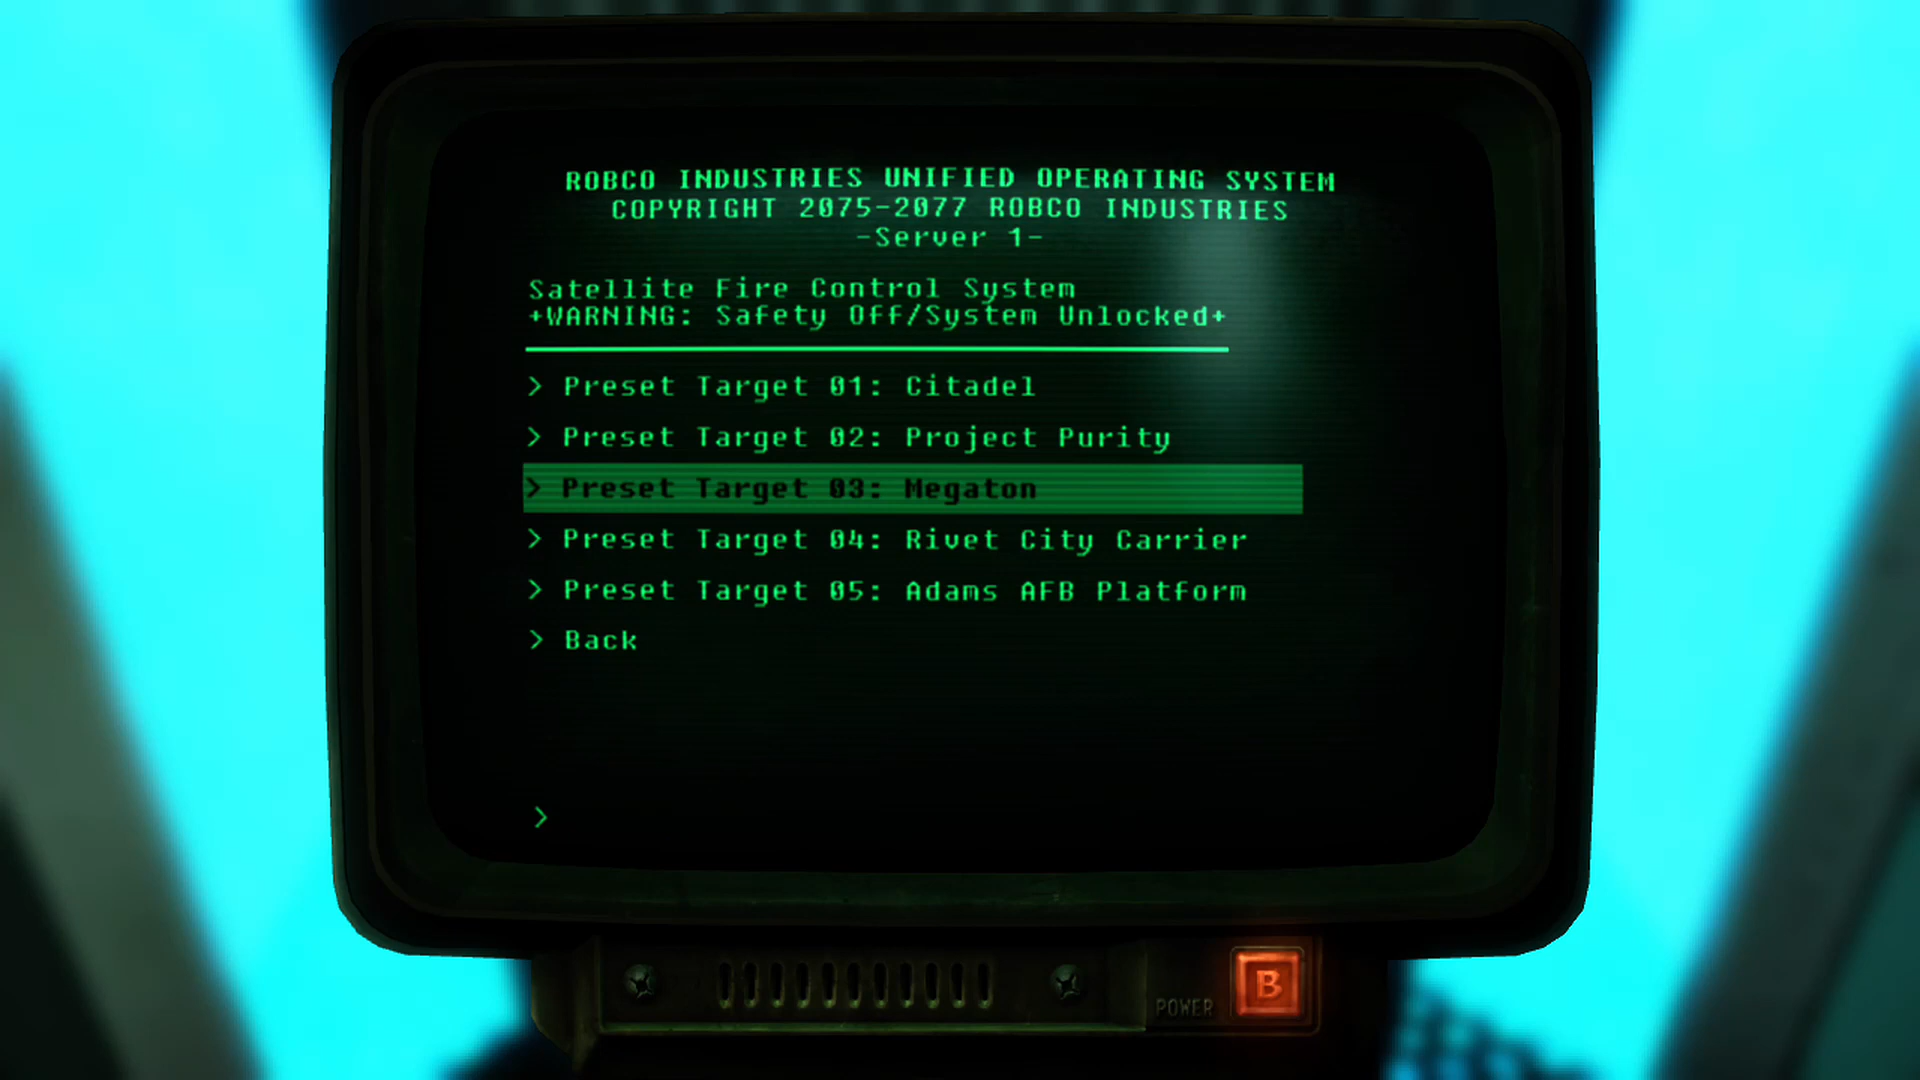 ROBCO INDUSTRIES UNIFIED OPERATING SYSTEM
COPYRIGHT 2075-2077 ROBCO INDUSTRIES
-Server 1-
Satellite Fire Control System
+WARNING: Safety Off/System Unlocked+
> Preset Target 01: Citadel
> Preset Target 02: Project Purity
> Preset Target 03: Megaton
> Preset Target 04: Rivet City Carrier
> Preset Target 05: Adams AFB Platform
> Back
>
POWER B